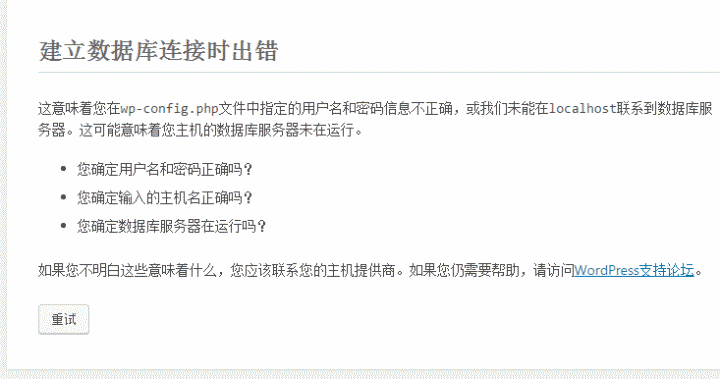 建立数据库连接时出错
这意味着您在wp-config.php文件中指定的用户名和密码信息不正确，或我们未能在localhost联系到数据库服
务器。这可能意味着您主机的数据库服务器未在运行。
• 您确定用户名和密码正确吗？
• 您确定输入的主机名正确吗？
• 您确定数据库服务器在运行吗？
如果您不明白这些意味着什么，您应该联系您的主机提供商。如果您仍需要帮助，请访问WordPress支持论坛。
重试